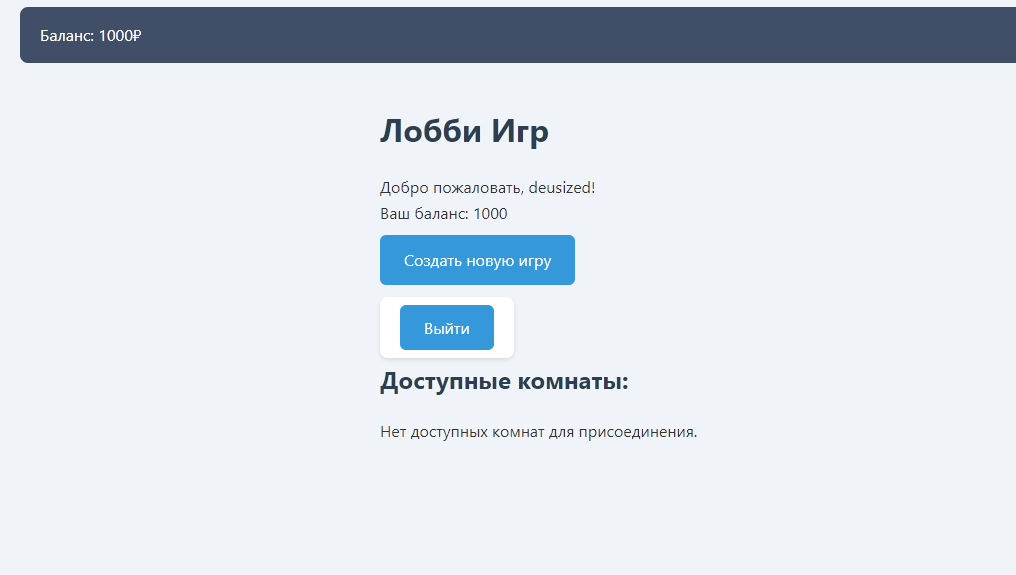 Баланс: 1000₽
Лобби Игр
Добро пожаловать, deusized!
Ваш баланс: 1000
Создать новую игру
Выйти
Доступные комнаты:
Нет доступных комнат для присоединения.